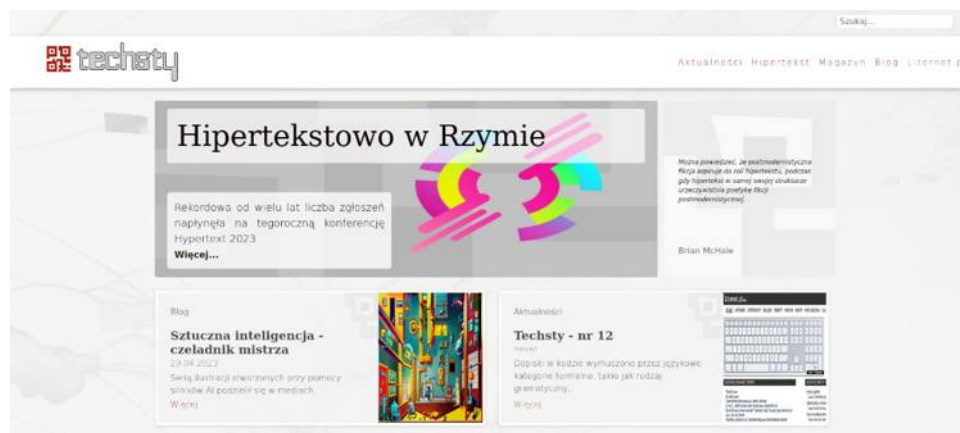 Szukaj...
techsty
Aktualności Hipertekst Magazyn Blog Liternet.p
Hipertekstowo w Rzymie
Rekordowa od wielu lat liczba zgłoszeń
napłynęła na tegoroczną konferencję
Hypertext 2023
Więcej...
Można powiedzieć, że postmodernistyczna
fikcja aspiruje do roli hipertekstu, podczas
gdy hipertekst w samej swojej strukturze
urzeczywistnia poetykę fikcji
postmodernistycznej.
Brian McHale
Blog
Sztuczna inteligencja -
czeladnik mistrza
29.04.2023
Serią ilustracji stworzonych przy pomocy
silników AI podzielił się w mediach
Więcej
Aktualności
Techsty - nr 12
Dopiski w kodzie wymuszone przez językowe
kategorie formalne, takie jak rodzaj
gramatyczny,
Więcej